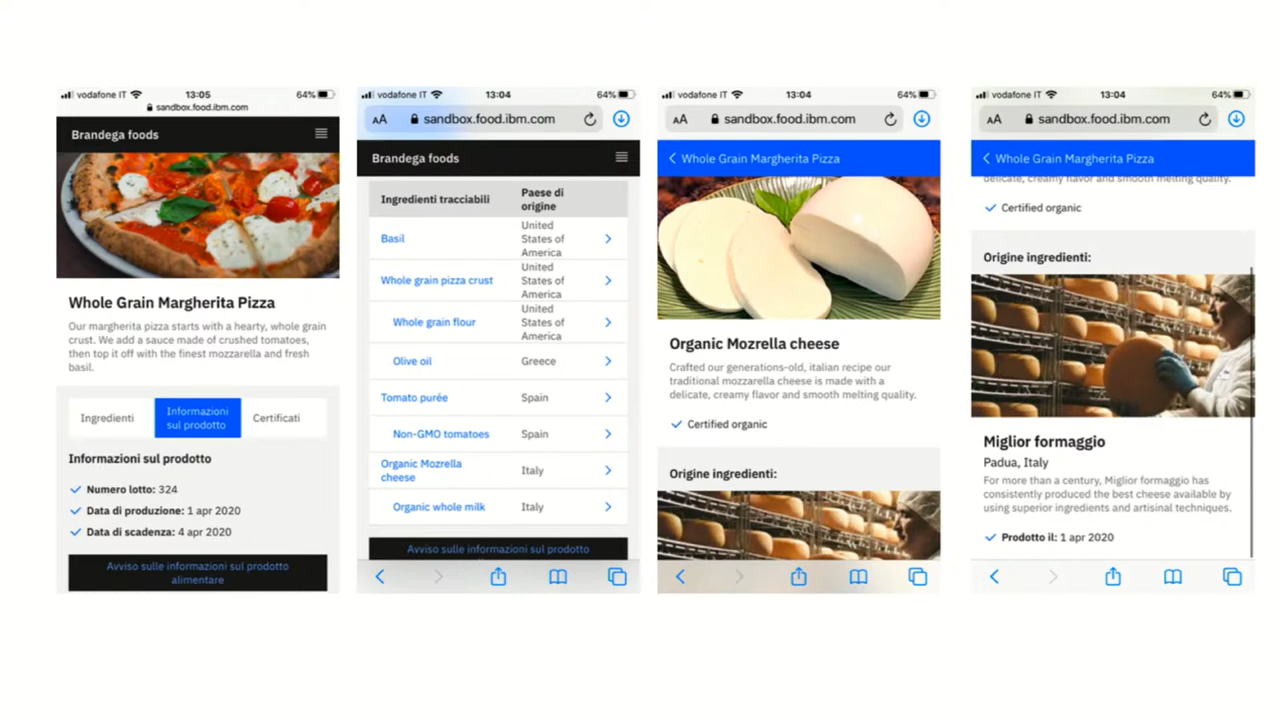 vodafone IT 13:05 64%
sandbox.food.ibm.com
Brandega foods
Whole Grain Margherita Pizza
Our margherita pizza starts with a hearty, whole grain
crust. We add a sauce made of crushed tomatoes,
then top it off with the finest mozzarella and fresh
basil.
Ingredienti
Informazioni
sul prodotto
Certificati
Informazioni sul prodotto
Numero lotto: 324
Data di produzione: 1 apr 2020
Data di scadenza: 4 apr 2020
Avviso sulle informazioni sul prodotto
alimentare
vodafone IT 13:04 64%
AA sandbox.food.ibm.com
Brandega foods
Ingredienti tracciabili
Paese di
origine
Basil
United
States of
America
Whole grain pizza crust
United
States of
America
Whole grain flour
United
States of
America
Olive oil Greece
Tomato purée Spain
Non-GMO tomatoes Spain
Organic Mozrella
cheese
Italy
Organic whole milk Italy
Avviso sulle informazioni sul prodotto
vodafone IT 13:04 64%
AA sandbox.food.ibm.com
Whole Grain Margherita Pizza
Organic Mozrella cheese
Crafted our generations-old, italian recipe our
traditional mozzarella cheese is made with a
delicate, creamy flavor and smooth melting quality.
Certified organic
Origine ingredienti:
vodafone IT 13:04 64%
AA sandbox.food.ibm.com
Whole Grain Margherita Pizza
delicate, creamy flavor and smooth melting quality.
Certified organic
Origine ingredienti:
Miglior formaggio
Padua, Italy
For more than a century, Miglior formaggio has
consistently produced the best cheese available by
using superior ingredients and artisinal techniques.
Prodotto il: 1 apr 2020